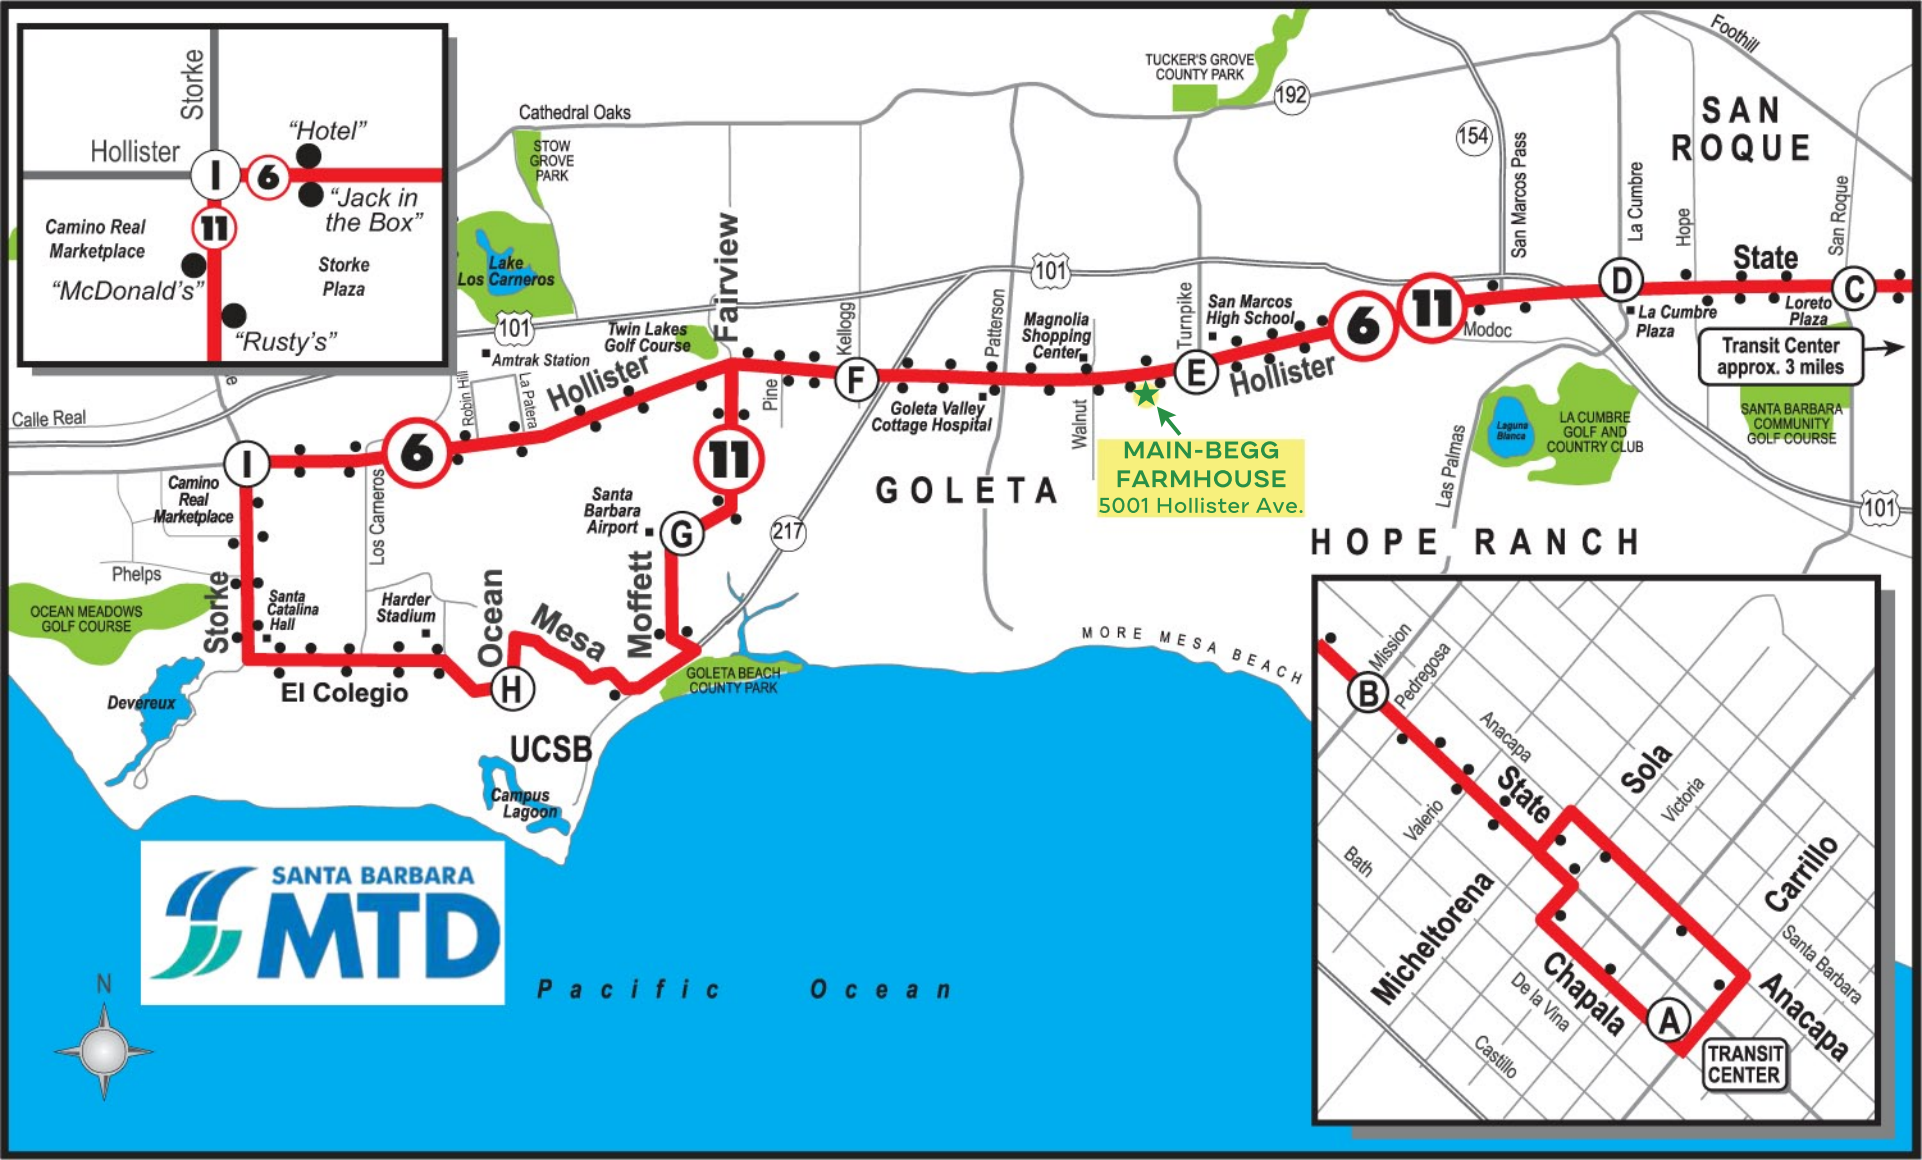 Storke
Hollister
I
6
11
“Hotel”
“Jack in
the Box”
Camino Real
Marketplace
Storke
Plaza
“McDonald’s”
“Rusty’s”
Cathedral Oaks
STOW
GROVE
PARK
Lake
Los Carneros
101
Fairview
Twin Lakes
Golf Course
Amtrak Station
Robin Hill
La Patera
Hollister
Calle Real
e
I
6
Camino
Real
Marketplace
Los Carneros
Phelps
OCEAN MEADOWS
GOLF COURSE
Storke
Santa
Catalina
Hall
Harder
Stadium
El Colegio
Devereux
Ocean
H
Mesa
UCSB
Campus
Lagoon
Santa
Barbara
Airport
G
Moffett
11
217
GOLETA BEACH
COUNTY PARK
Pine
Kellogg
F
Goleta Valley
Cottage Hospital
Patterson
101
Magnolia
Shopping
Center
Walnut
Turnpike
E
San Marcos
High School
Hollister
6
11
GOLETA
MAIN-BEGG
FARMHOUSE
5001 Hollister Ave.
TUCKER'S GROVE
COUNTY PARK
192
154
San Marcos Pass
Modoc
La Cumbre
Hope
Foothill
SAN
ROQUE
San Roque
State
D
C
La Cumbre
Plaza
Loreto
Plaza
Transit Center
approx. 3 miles
Laguna
Blanca
LA CUMBRE
GOLF AND
COUNTRY CLUB
SANTA BARBARA
COMMUNITY
GOLF COURSE
Las Palmas
101
HOPE RANCH
MORE MESA BEACH
SANTA BARBARA
MTD
N
Pacific Ocean
B
Mission
Pedregosa
Anacapa
State
Sola
Victoria
Valerio
Bath
Micheltorena
Carrillo
Santa Barbara
Chapala
De la Vina
Castillo
A
Anacapa
TRANSIT
CENTER